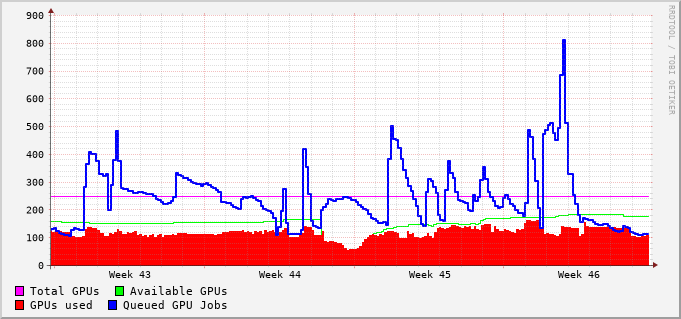 900
800
700
600
500
400
300
200
100
0
Week 43 Week 44 Week 45 Week 46
Total GPUs Available GPUs
GPUs used Queued GPU Jobs
RRDTOOL / TOBI OETIKER